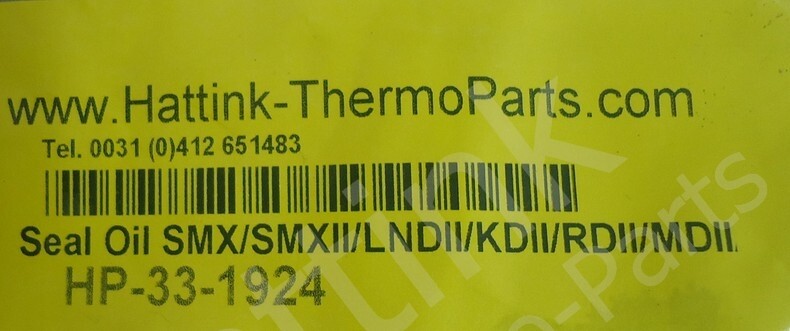 www.Hattink-ThermoParts.com
Tel. 0031 (0)412 651483
Seal Oil SMX/SMXII/LNDII/KDII/RDII/MDII
HP-33-1924